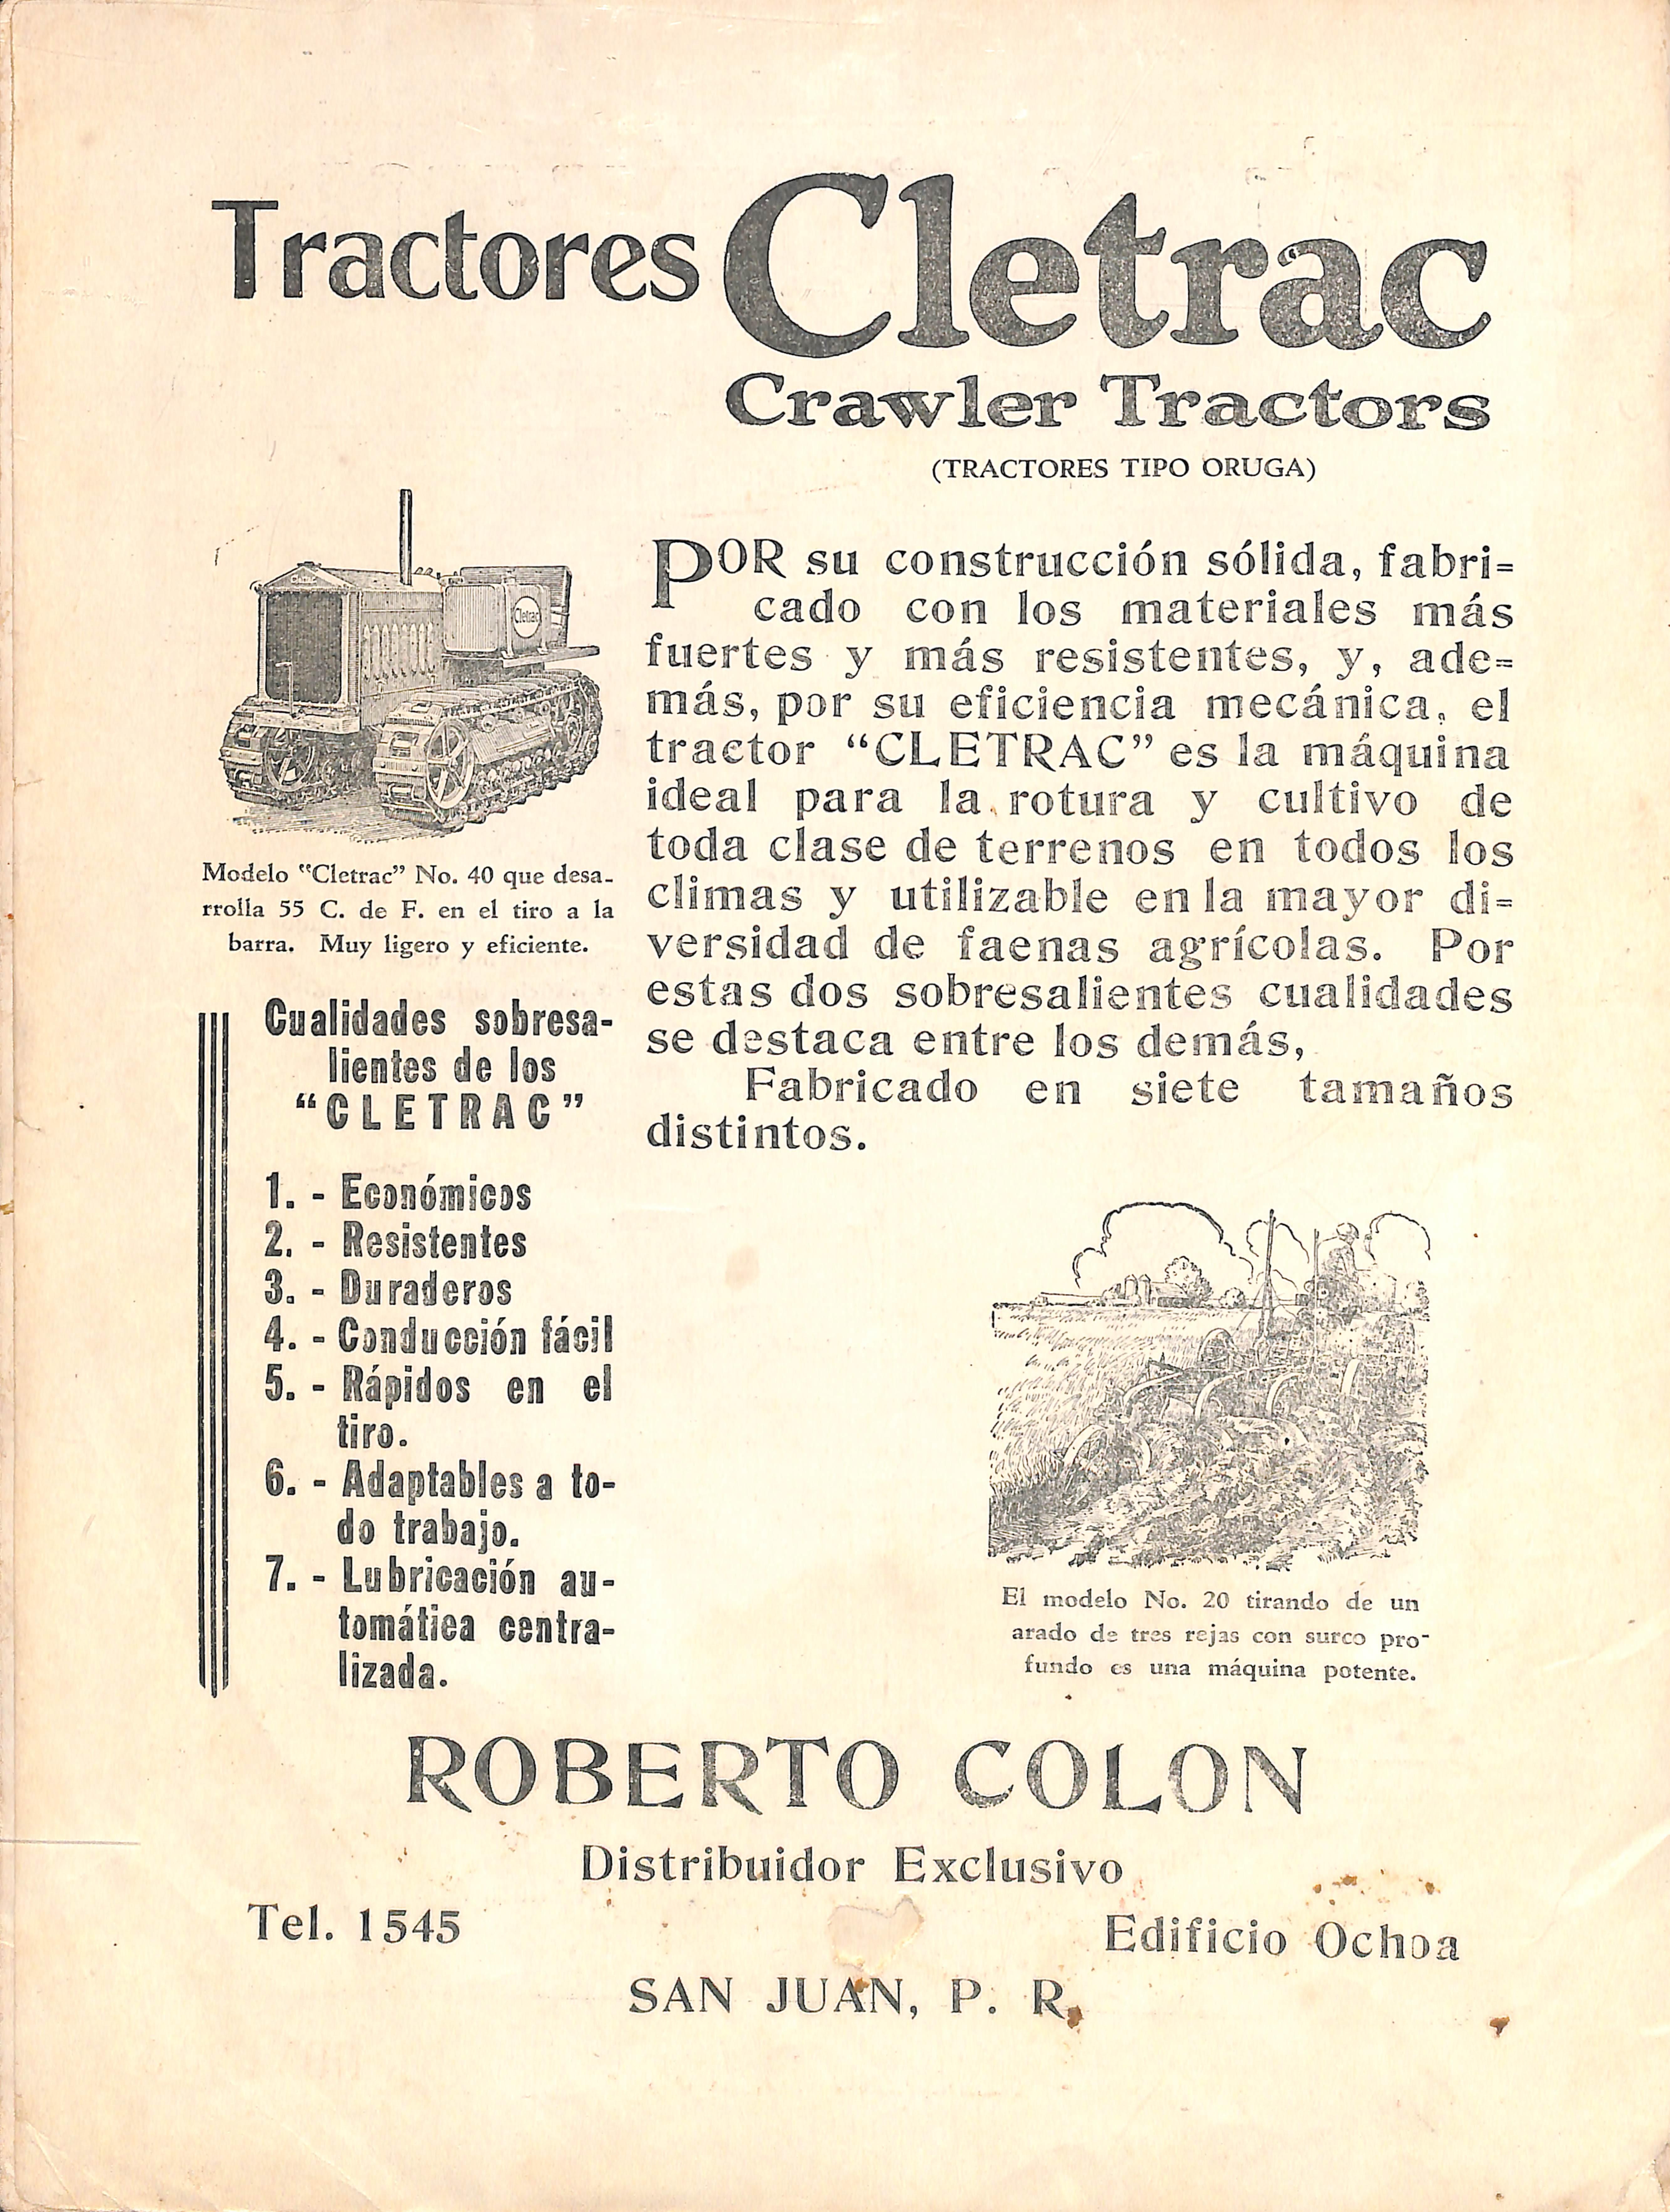 Tractores Cletrac
Crawler Tractors
(TRACTORES TIPO ORUGA)
Cletrac
Modelo "Cletrac" No. 40 que desa-
rrolla 55 C. de F. en el tiro a la
barra. Muy ligero y eficiente.
Cualidades sobresa-
lientes de los
"CLETRAC"
1. - Económicos
2. - Resistentes
3. - Duraderos
4. - Conducción fácil
5. - Rápidos en el
tiro.
6. - Adaptables a to-
do trabajo.
7. - Lubricación au-
tomática centra-
lizada.
POR su construcción sólida, fabri=
cado con los materiales más
fuertes y más resistentes, y, ade=
más, por su eficiencia mecánica, el
tractor "CLETRAC" es la máquina
ideal para la rotura y cultivo de
toda clase de terrenos en todos los
climas y utilizable en la mayor di=
versidad de faenas agrícolas. Por
estas dos sobresalientes cualidades
se destaca entre los demás,
Fabricado en siete tamaños
distintos.
El modelo No. 20 tirando de un
arado de tres rejas con surco pro-
fundo es una máquina potente.
ROBERTO COLON
Distribuidor Exclusivo
Tel. 1545
Edificio Ochoa
SAN JUAN, P. R.